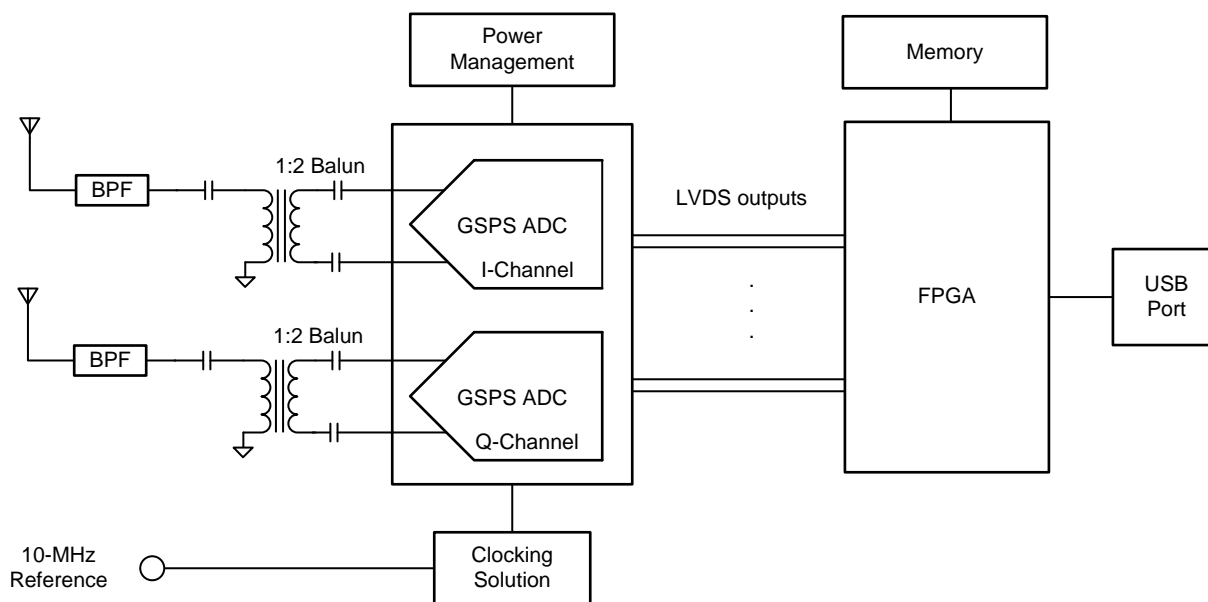 Power
Management
Memory
1:2 Balun
BPF
GSPS ADC
I-Channel
LVDS outputs
.
.
.
FPGA
USB
Port
1:2 Balun
BPF
GSPS ADC
Q-Channel
10-MHz
Reference
Clocking
Solution